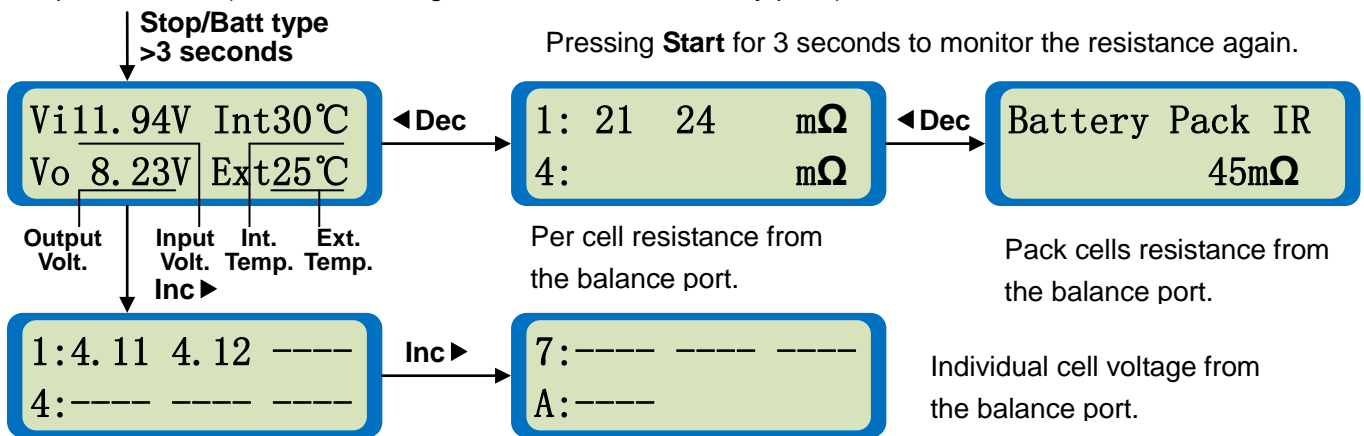 Stop/Batt type
>3 seconds
Pressing Start for 3 seconds to monitor the resistance again.
Vi11.94V Int30℃
Vo 8.23V Ext25℃
◀Dec
1: 21 24 mΩ
4: mΩ
◀Dec
Battery Pack IR
45mΩ
Output Volt.
Input Volt.
Int. Temp.
Ext. Temp.
Inc▶
Per cell resistance from
the balance port.
Pack cells resistance from
the balance port.
1:4.11 4.12 ----
4:---- ---- ----
Inc▶
7:---- ---- ----
A:----
Individual cell voltage from
the balance port.